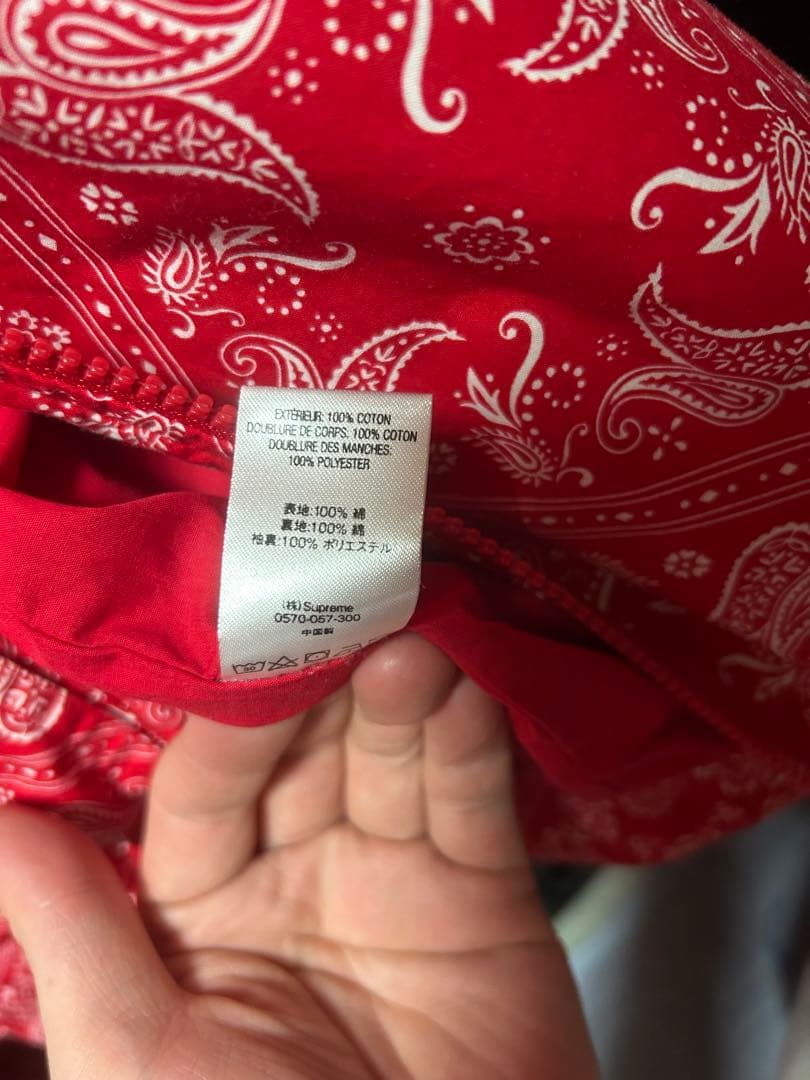 EXTÉRIEUR: 100% COTON
DOUBLURE DE CORPS: 100% COTON
DOUBLURE DES MANCHES:
100% POLYESTER
表地:100% 綿
裏地:100% 綿
袖裏:100% ポリエステル
(株)Supreme
0570-057-300
中国製